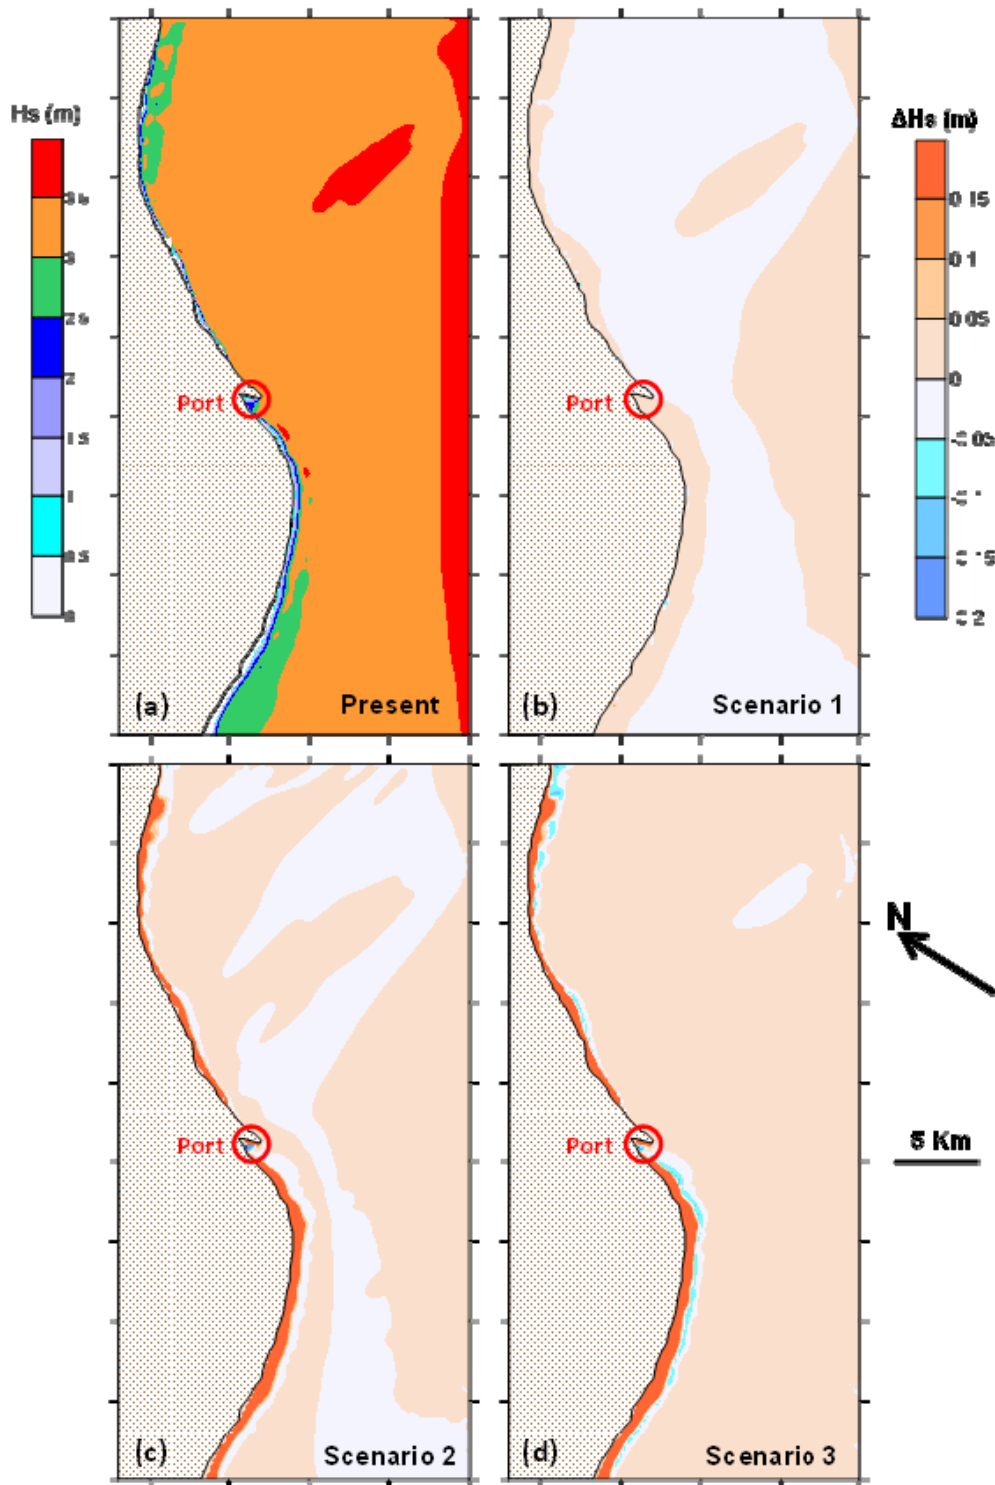 Hs (m)
3.5
3
2.5
2
1.5
1
0.5
0
Port
(a)
Present
ΔHs (m)
0.15
0.1
0.05
0
-0.05
-0.1
-0.15
-0.2
Port
(b)
Scenario 1
Port
(c)
Scenario 2
Port
(d)
Scenario 3
N
5 Km